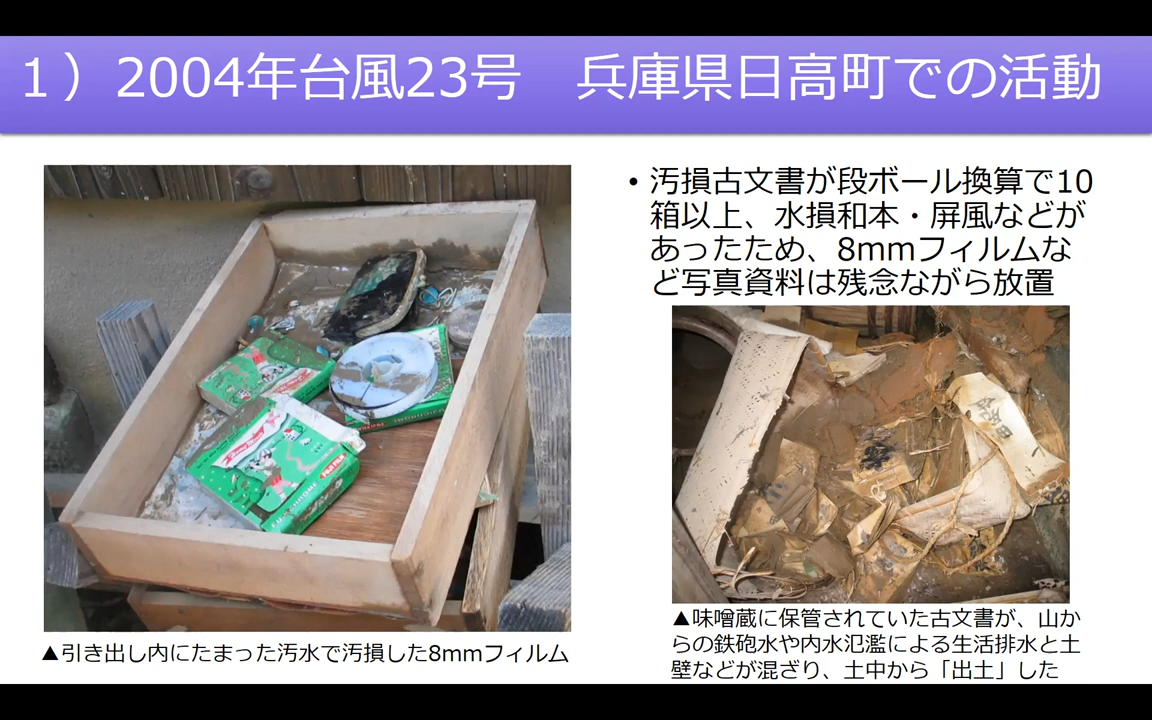 １）2004年台風23号　兵庫県日高町での活動
• 汚損古文書が段ボール換算で10
箱以上、水損和本・屏風などが
あったため、8mmフィルムな
ど写真資料は残念ながら放置
▲引き出し内にたまった汚水で汚損した8mmフィルム
▲味噌蔵に保管されていた古文書が、山か
らの鉄砲水や内水氾濫による生活排水と土
壁などが混ざり、土中から「出土」した